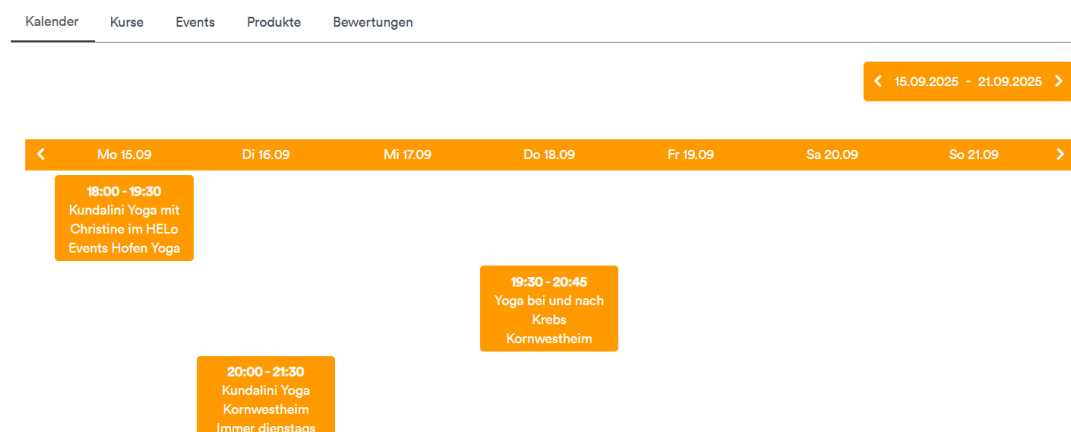 Kalender Kurse Events Produkte Bewertungen
15.09.2025 - 21.09.2025
Mo 15.09 Di 16.09 Mi 17.09 Do 18.09 Fr 19.09 Sa 20.09 So 21.09
18:00 - 19:30
Kundalini Yoga mit
Christine im HELo
Events Hofen Yoga
19:30 - 20:45
Yoga bei und nach
Krebs
Kornwestheim
20:00 - 21:30
Kundalini Yoga
Kornwestheim
Immer dienstags